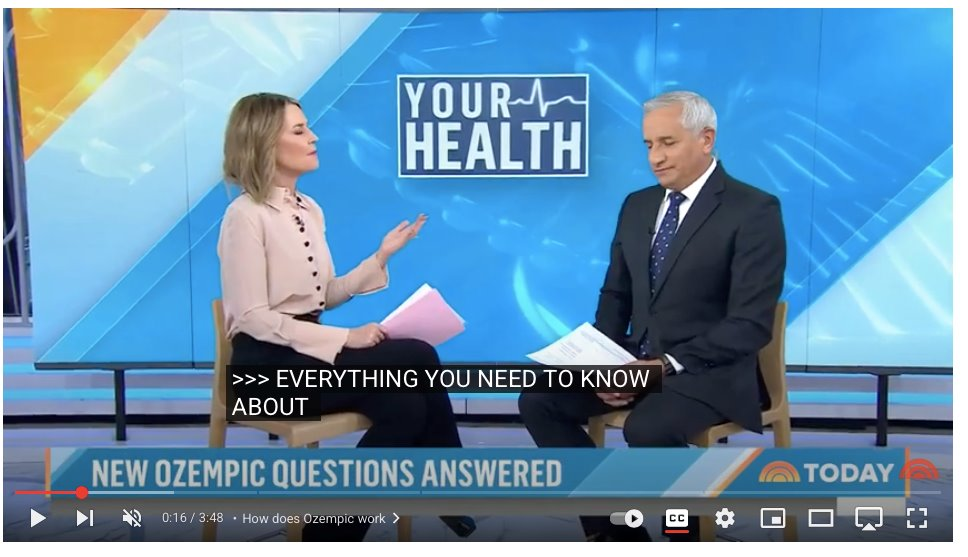 YOUR
HEALTH
>>> EVERYTHING YOU NEED TO KNOW
ABOUT
NEW OZEMPIC QUESTIONS ANSWERED
TODAY
0:16 / 3:48 • How does Ozempic work
CC